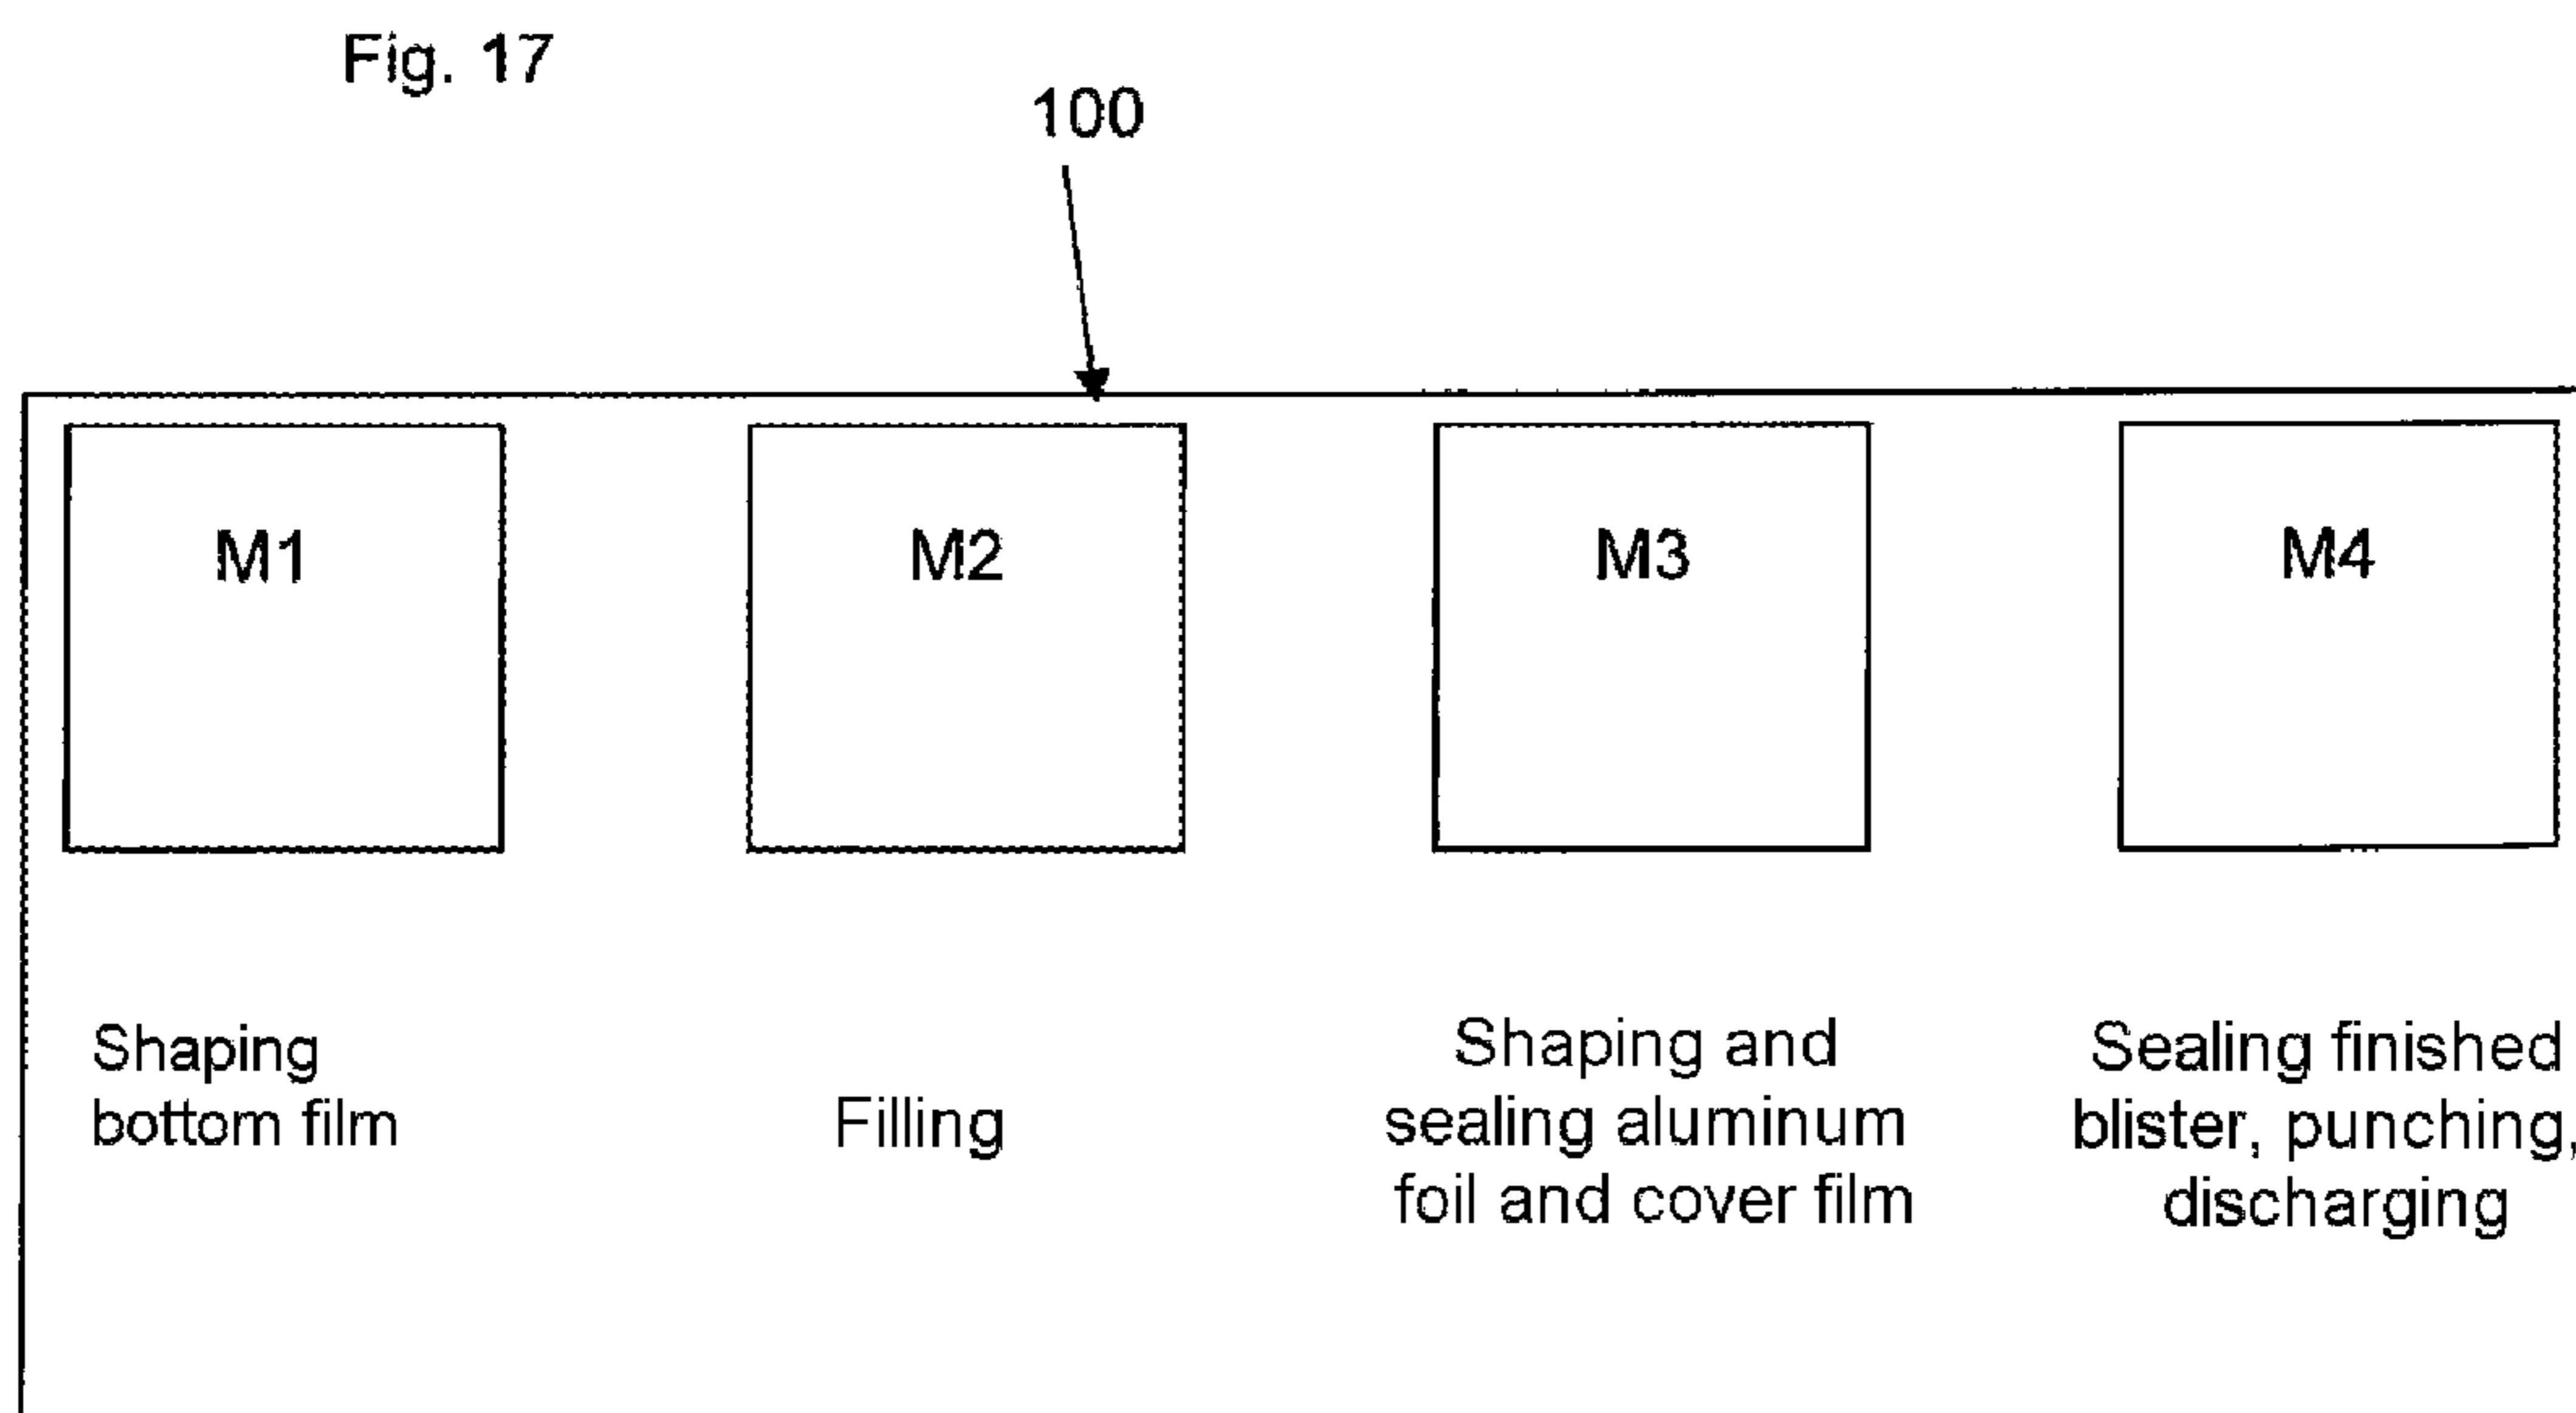 Fig. 17
100
M1
M2
M3
M4
Shaping
bottom film
Filling
Shaping and
sealing aluminum
foil and cover film
Sealing finished
blister, punching,
discharging